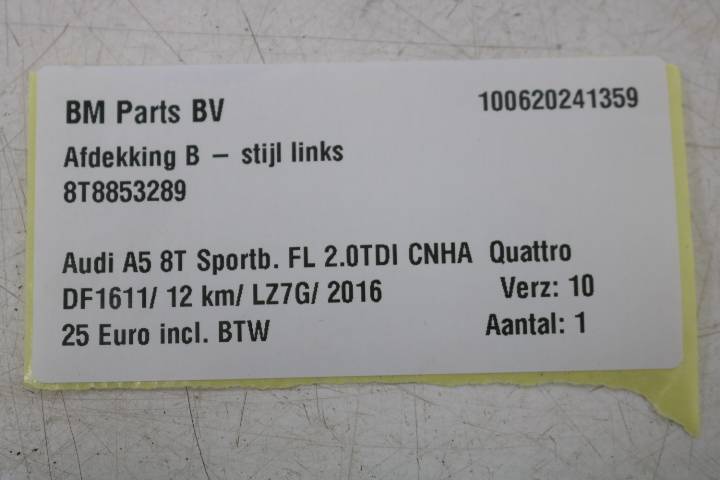 BM Parts BV 100620241359
Afdekking B – stijl links
8T8853289
Audi A5 8T Sportb. FL 2.0TDI CNHA Quattro
DF1611/ 12 km/ LZ7G/ 2016 Verz: 10
25 Euro incl. BTW Aantal: 1